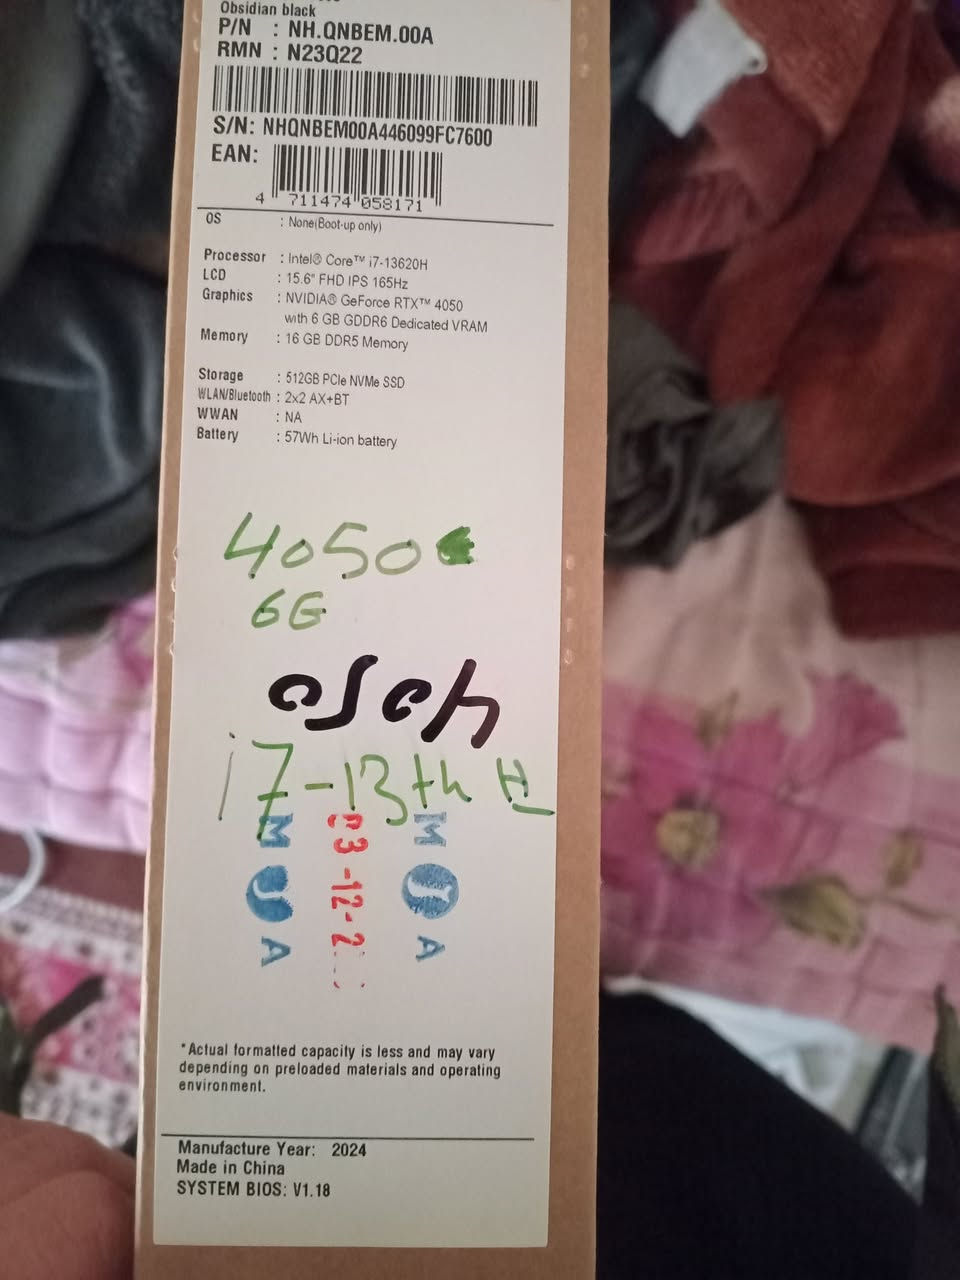 Obsidian black
P/N : NH.QNBEM.00A
RMN : N23Q22
S/N: NHQNBEM00A446099FC7600
EAN:
4 711474 058171
OS : None(Boot-up only)
Processor : Intel® Core™ i7-13620H
LCD : 15.6" FHD IPS 165Hz
Graphics : NVIDIA® GeForce RTX™ 4050
with 6 GB GDDR6 Dedicated VRAM
Memory : 16 GB DDR5 Memory
Storage : 512GB PCIe NVMe SSD
WLAN/Bluetooth : 2x2 AX+BT
WWAN : NA
Battery : 57Wh Li-ion battery
4050
6G
i7-13th H
M A
M A
*Actual formatted capacity is less and may vary
depending on preloaded materials and operating
environment.
Manufacture Year: 2024
Made in China
SYSTEM BIOS: V1.18